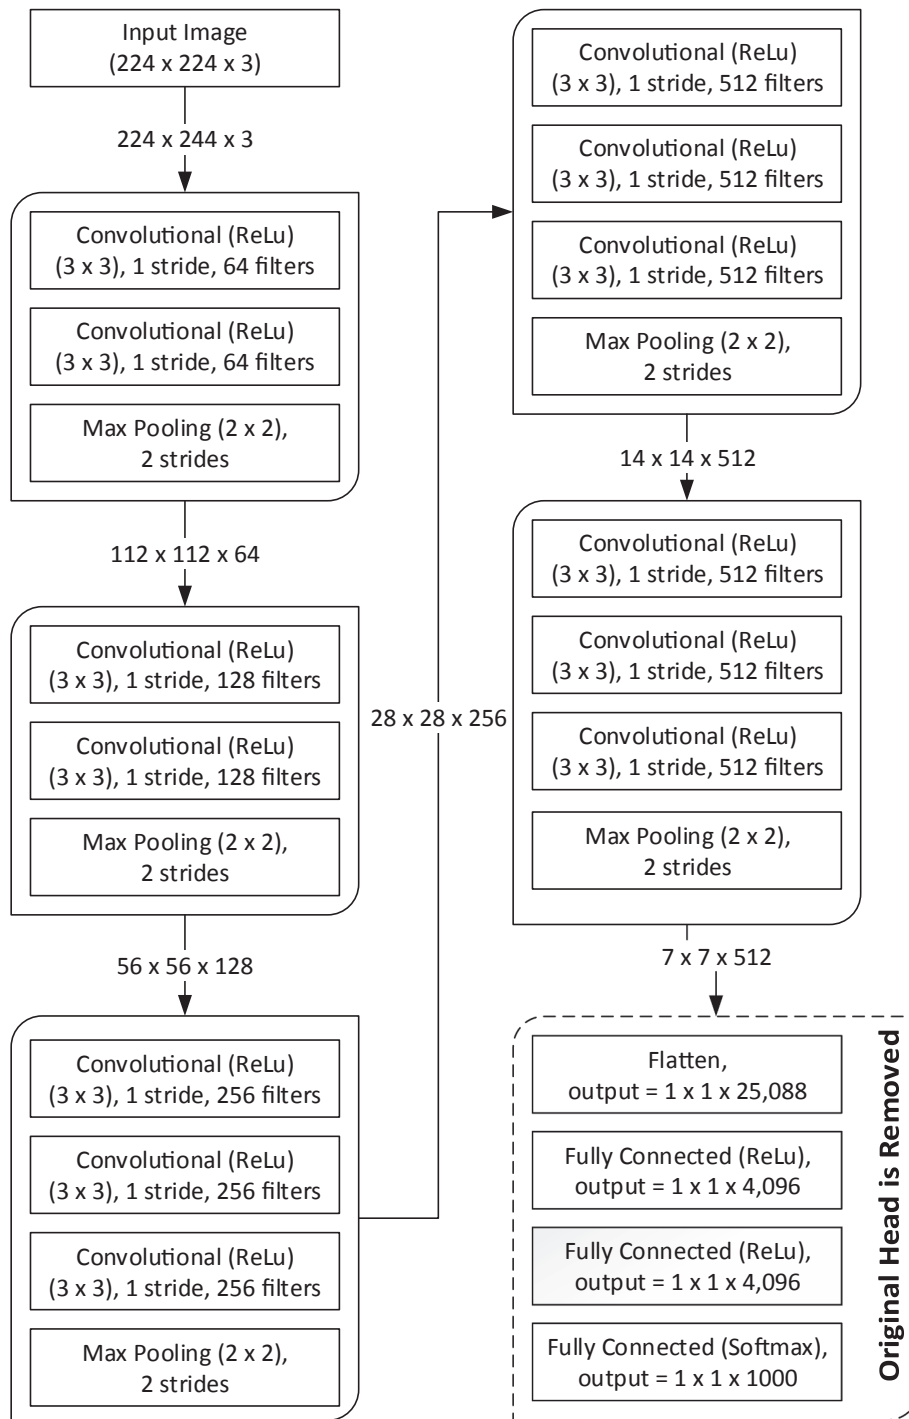 Input Image
(224 x 224 x 3)
224 x 244 x 3
Convolutional (ReLu)
(3 x 3), 1 stride, 64 filters
Convolutional (ReLu)
(3 x 3), 1 stride, 64 filters
Max Pooling (2 x 2),
2 strides
112 x 112 x 64
Convolutional (ReLu)
(3 x 3), 1 stride, 128 filters
Convolutional (ReLu)
(3 x 3), 1 stride, 128 filters
Max Pooling (2 x 2),
2 strides
56 x 56 x 128
Convolutional (ReLu)
(3 x 3), 1 stride, 256 filters
Convolutional (ReLu)
(3 x 3), 1 stride, 256 filters
Convolutional (ReLu)
(3 x 3), 1 stride, 256 filters
Max Pooling (2 x 2),
2 strides
28 x 28 x 256
Convolutional (ReLu)
(3 x 3), 1 stride, 512 filters
Convolutional (ReLu)
(3 x 3), 1 stride, 512 filters
Convolutional (ReLu)
(3 x 3), 1 stride, 512 filters
Max Pooling (2 x 2),
2 strides
14 x 14 x 512
Convolutional (ReLu)
(3 x 3), 1 stride, 512 filters
Convolutional (ReLu)
(3 x 3), 1 stride, 512 filters
Convolutional (ReLu)
(3 x 3), 1 stride, 512 filters
Max Pooling (2 x 2),
2 strides
7 x 7 x 512
Flatten,
output = 1 x 1 x 25,088
Fully Connected (ReLu),
output = 1 x 1 x 4,096
Fully Connected (ReLu),
output = 1 x 1 x 4,096
Fully Connected (Softmax),
output = 1 x 1 x 1000
Original Head is Removed